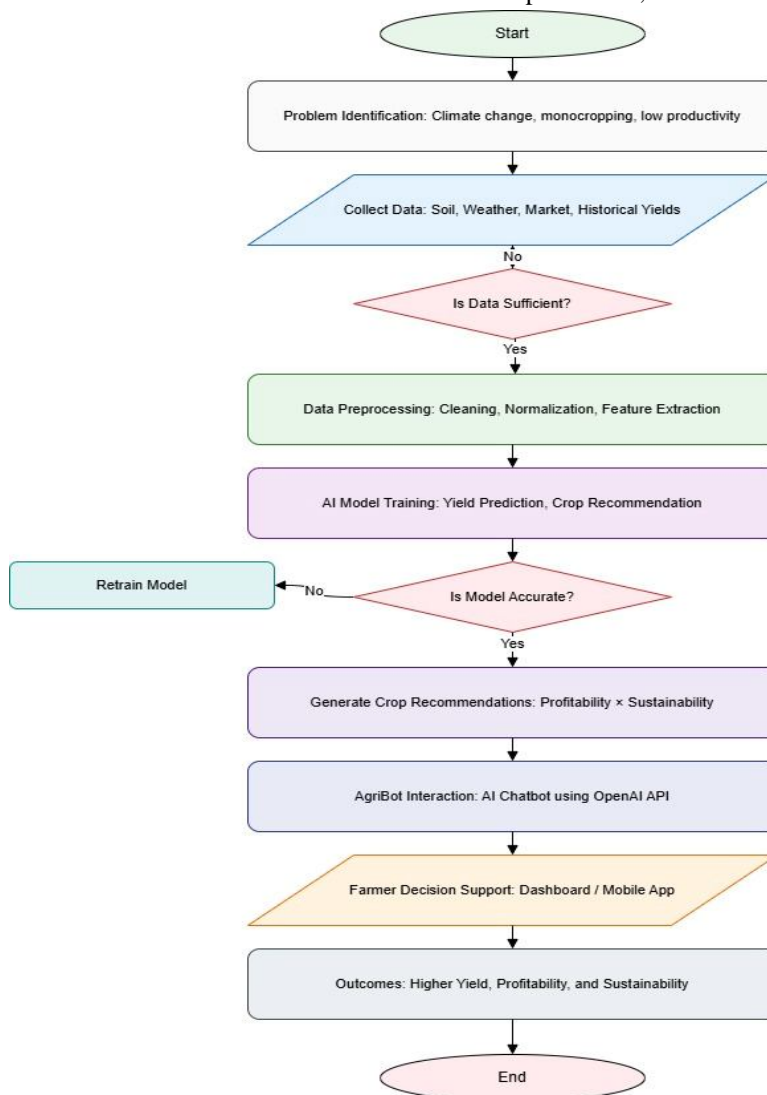 Start
Problem Identification: Climate change, monocropping, low productivity
Collect Data: Soil, Weather, Market, Historical Yields
No
Is Data Sufficient?
Yes
Data Preprocessing: Cleaning, Normalization, Feature Extraction
AI Model Training: Yield Prediction, Crop Recommendation
Retrain Model
No
Is Model Accurate?
Yes
Generate Crop Recommendations: Profitability × Sustainability
AgriBot Interaction: AI Chatbot using OpenAI API
Farmer Decision Support: Dashboard / Mobile App
Outcomes: Higher Yield, Profitability, and Sustainability
End